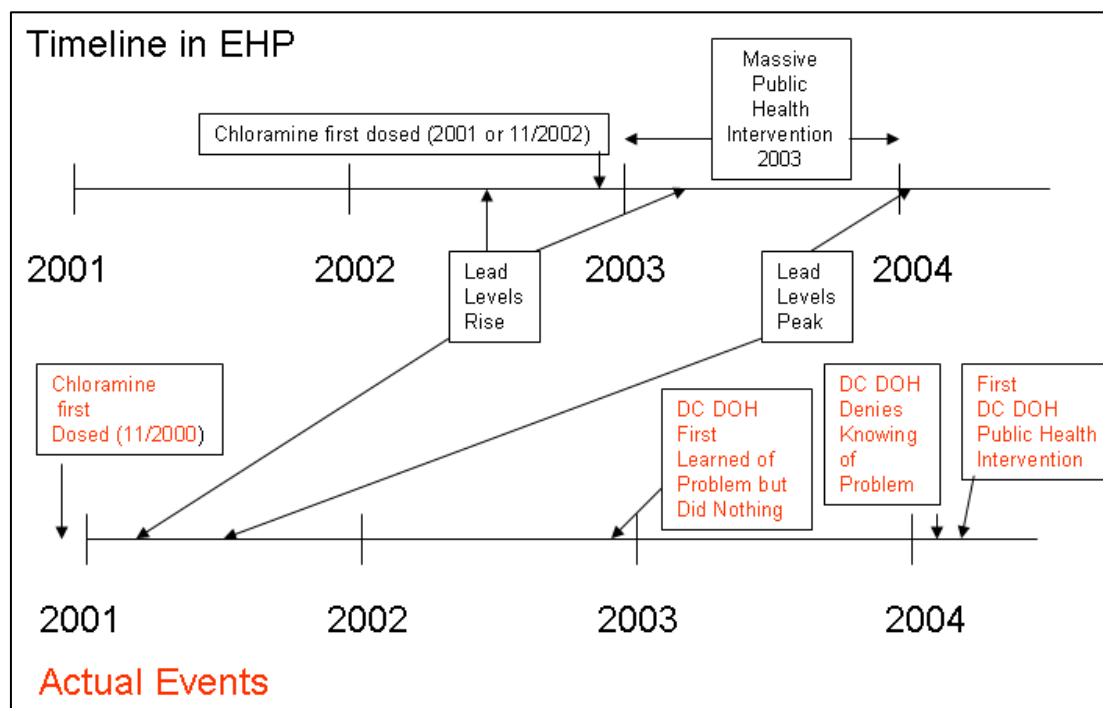 Timeline in EHP
Massive
Public
Health
Intervention
2003
Chloramine first dosed (2001 or 11/2002)
2001
2002
2003
2004
Lead
Levels
Rise
Lead
Levels
Peak
Chloramine
first
Dosed (11/2000)
DC DOH
First
Learned of
Problem but
Did Nothing
DC DOH
Denies
Knowing
of
Problem
First
DC DOH
Public Health
Intervention
2001
2002
2003
2004
Actual Events